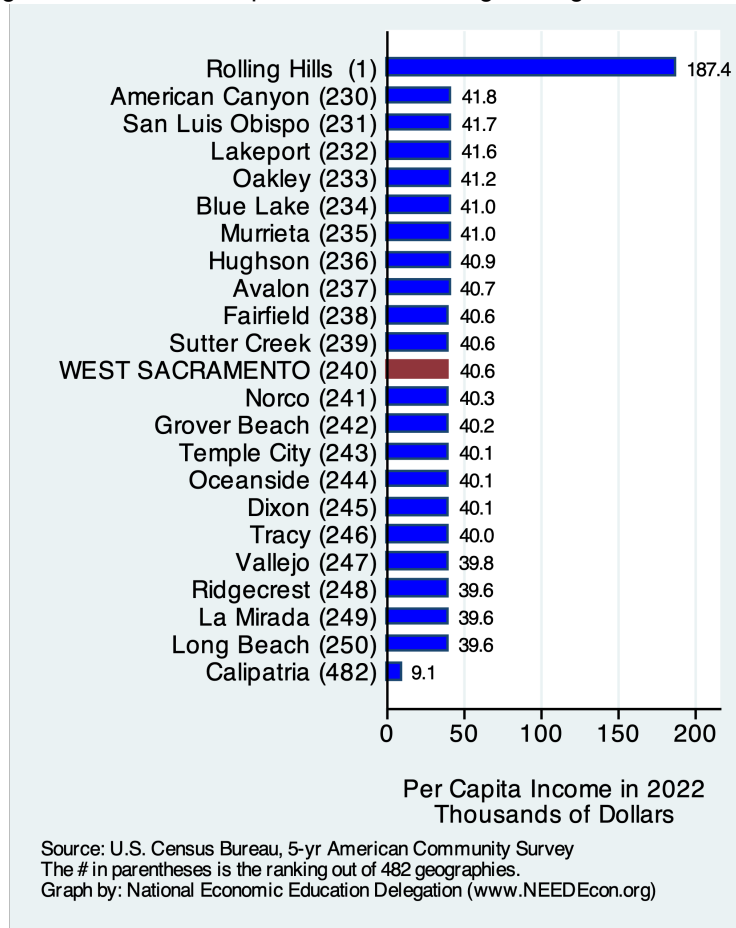 Rolling Hills (1) 187.4
American Canyon (230) 41.8
San Luis Obispo (231) 41.7
Lakeport (232) 41.6
Oakley (233) 41.2
Blue Lake (234) 41.0
Murrieta (235) 41.0
Hughson (236) 40.9
Avalon (237) 40.7
Fairfield (238) 40.6
Sutter Creek (239) 40.6
WEST SACRAMENTO (240) 40.6
Norco (241) 40.3
Grover Beach (242) 40.2
Temple City (243) 40.1
Oceanside (244) 40.1
Dixon (245) 40.1
Tracy (246) 40.0
Vallejo (247) 39.8
Ridgecrest (248) 39.6
La Mirada (249) 39.6
Long Beach (250) 39.6
Calipatria (482) 9.1
0 50 100 150 200
Per Capita Income in 2022
Thousands of Dollars
Source: U.S. Census Bureau, 5-yr American Community Survey
The # in parentheses is the ranking out of 482 geographies.
Graph by: National Economic Education Delegation (www.NEEDEcon.org)